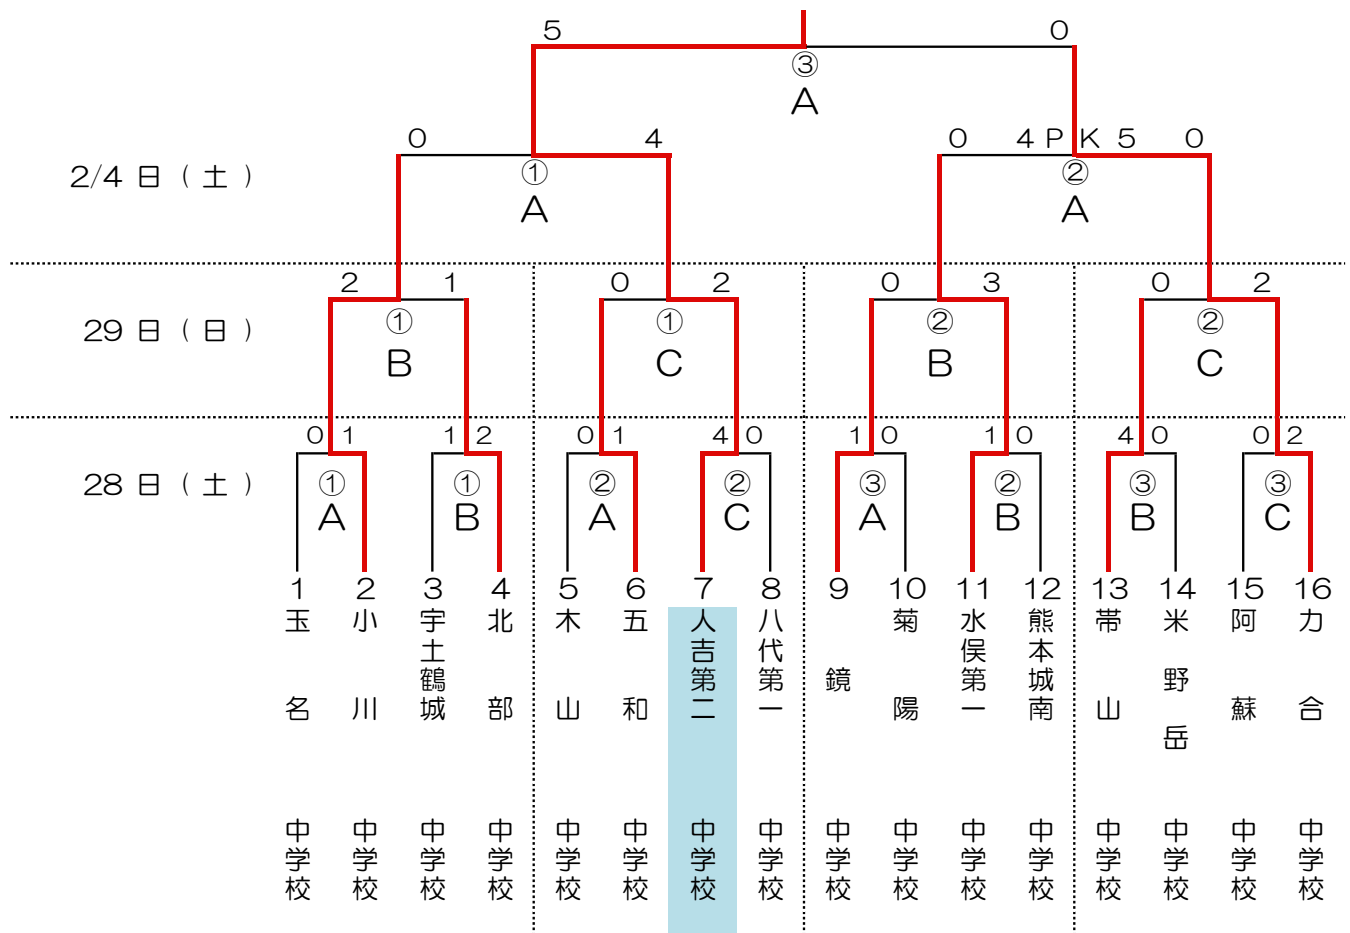 5 0
③
A
0 4 0 4 P K 5 0
2/4 日 ( 土 )
① ②
A A
2 1 0 2 0 3 0 2
29 日 ( 日 )
① ① ② ②
B C B C
0 1 1 2 0 1 4 0 1 0 1 0 4 0 0 2
28 日 ( 土 )
① ① ② ② ③ ② ③ ③
A B A C A B B C
1 2 3 4 5 6 7 8 9 10 11 12 13 14 15 16
玉名中学校
小川中学校
宇土鶴城中学校
北部中学校
木山中学校
五和中学校
人吉第二中学校
八代第一中学校
鏡中学校
菊陽中学校
水俣第一中学校
熊本城南中学校
帯山中学校
米野岳中学校
阿蘇中学校
力合中学校